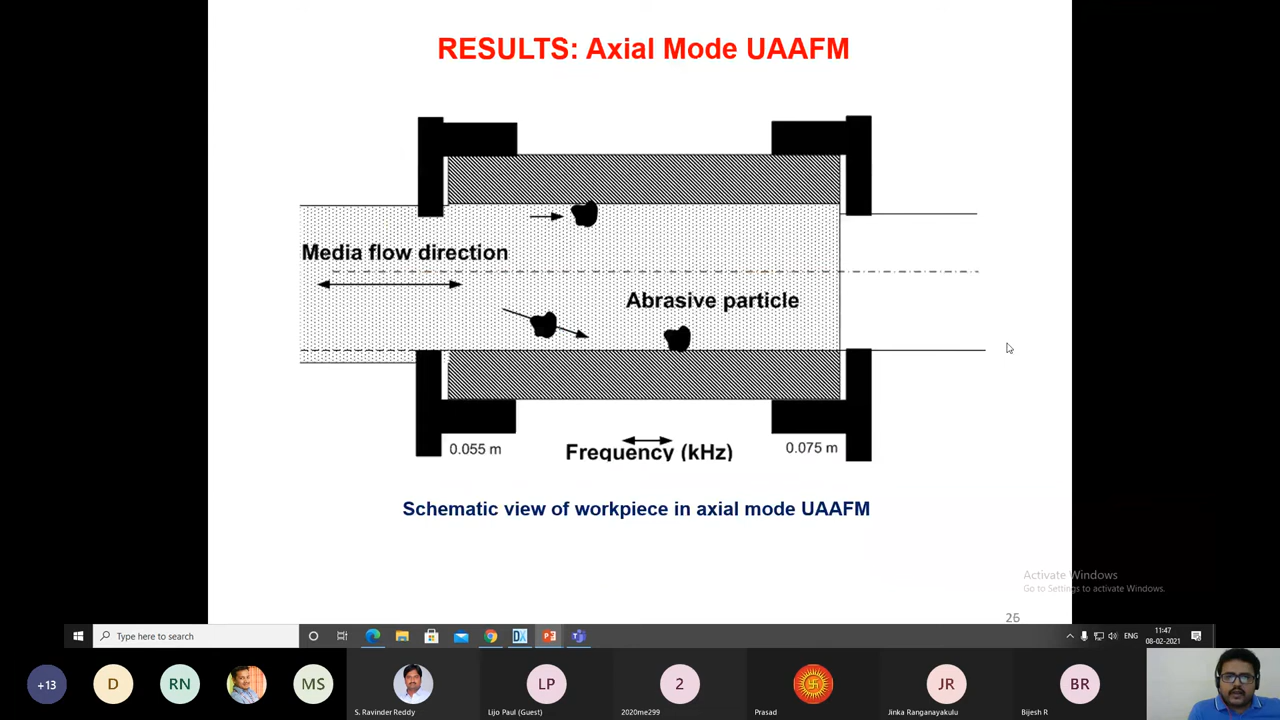 RESULTS: Axial Mode UAAFM
Media flow direction
Abrasive particle
0.055 m
Frequency (kHz)
0.075 m
Schematic view of workpiece in axial mode UAAFM
Activate Windows
Go to Settings to activate Windows.
26
Type here to search
DX
ENG
11:47
08-02-2021
+13
D
RN
MS
S. Ravinder Reddy
LP
Lijo Paul (Guest)
2
2020me299
Prasad
JR
Jinka Ranganayakulu
BR
Bijesh R